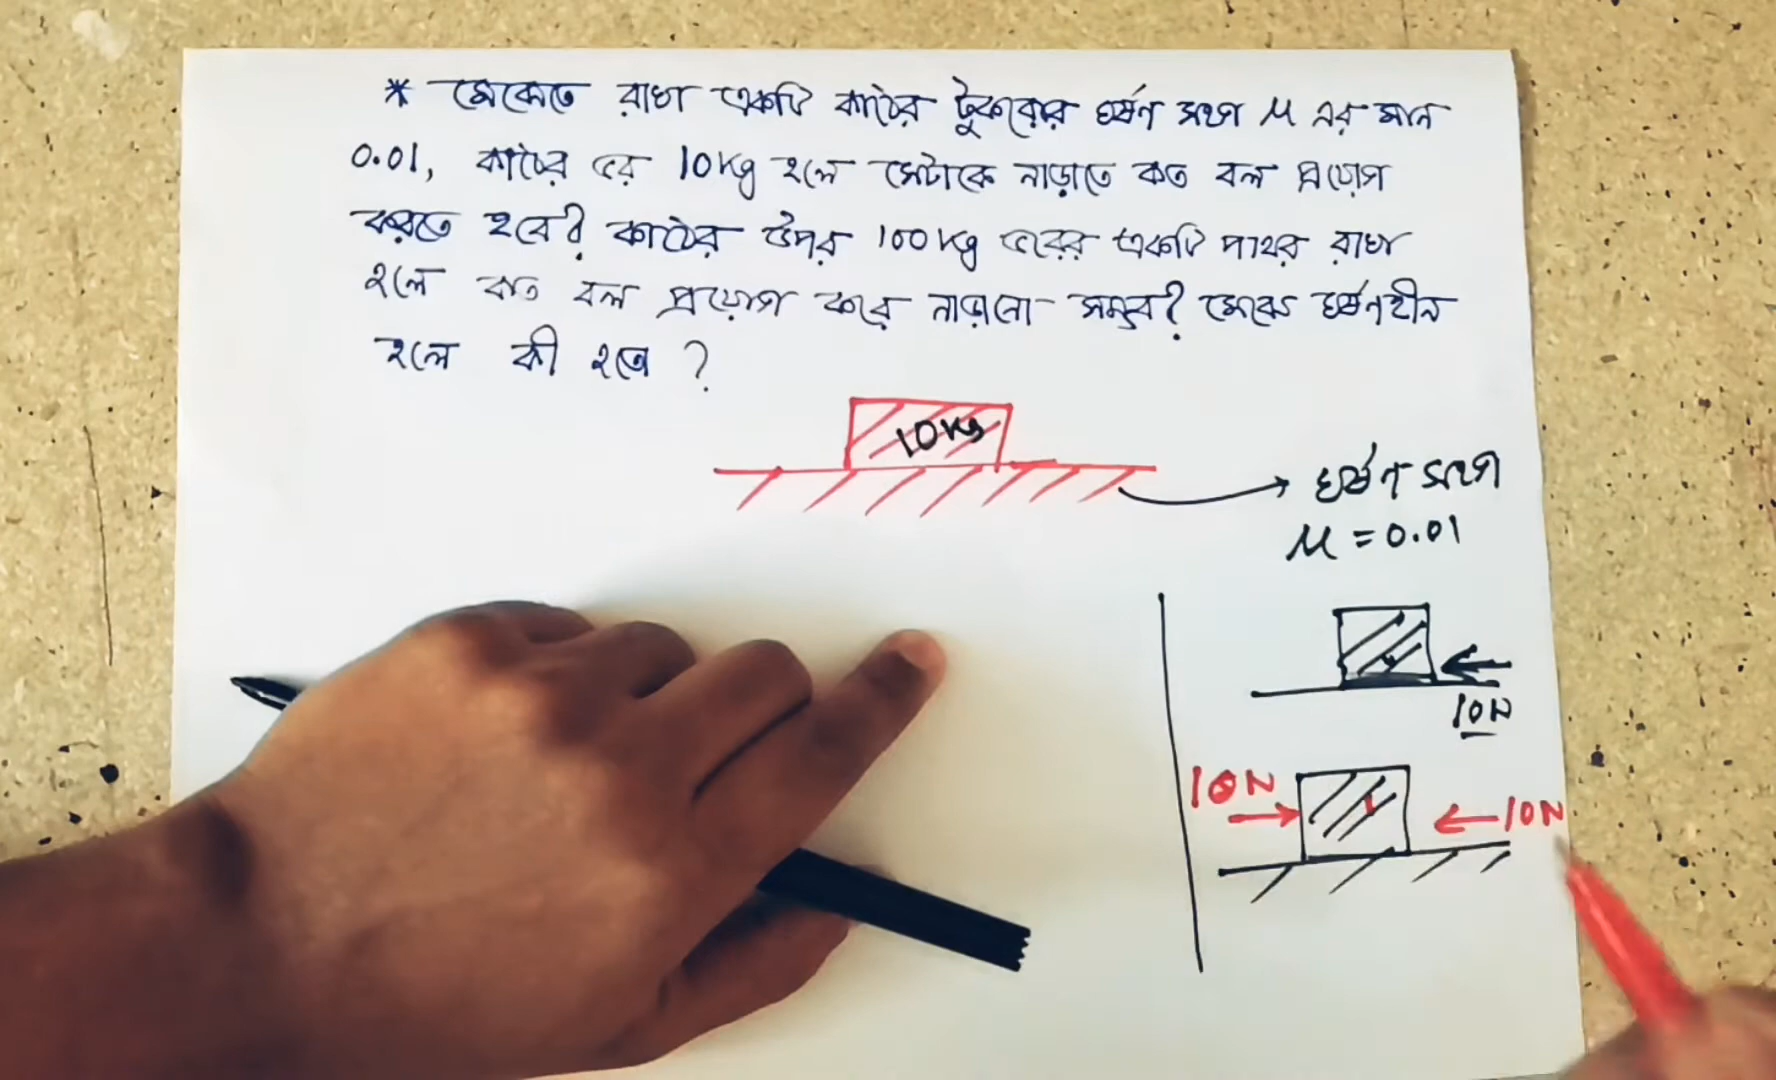 * মেঝেতে রাখা একটি কাঠের টুকরোর ঘর্ষণ সহগ μ এর মান
0.01, কাঠের ভর 10kg হলে সেটাকে নাড়াতে কত বল প্রয়োগ
করতে হবে? কাঠের উপর 100kg ভরের একটি পাথর রাখা
হলে কত বল প্রয়োগ করে নাড়ানো সম্ভব? মেঝে ঘর্ষণহীন
হলে কী হতো ?
10kg
ঘর্ষণ সহগ
μ = 0.01
10N
10N
10N